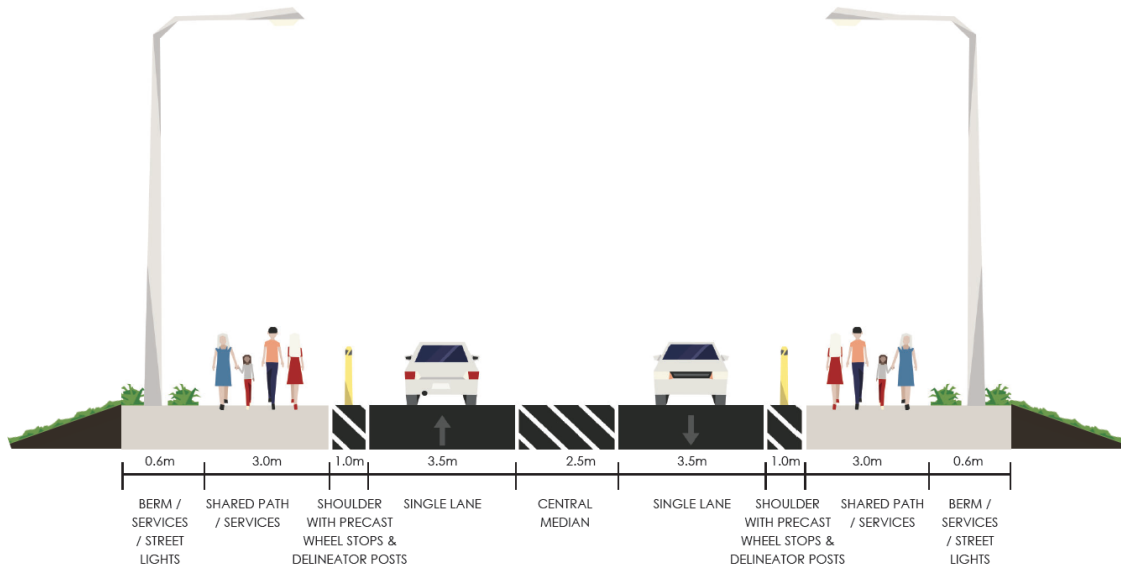 0.6m 3.0m 1.0m 3.5m 2.5m 3.5m 1.0m 3.0m 0.6m
BERM /
SERVICES
/ STREET
LIGHTS
SHARED PATH
/ SERVICES
SHOULDER
WITH PRECAST
WHEEL STOPS &
DELINEATOR POSTS
SINGLE LANE
CENTRAL
MEDIAN
SINGLE LANE
SHOULDER
WITH PRECAST
WHEEL STOPS &
DELINEATOR POSTS
SHARED PATH
/ SERVICES
BERM /
SERVICES
/ STREET
LIGHTS